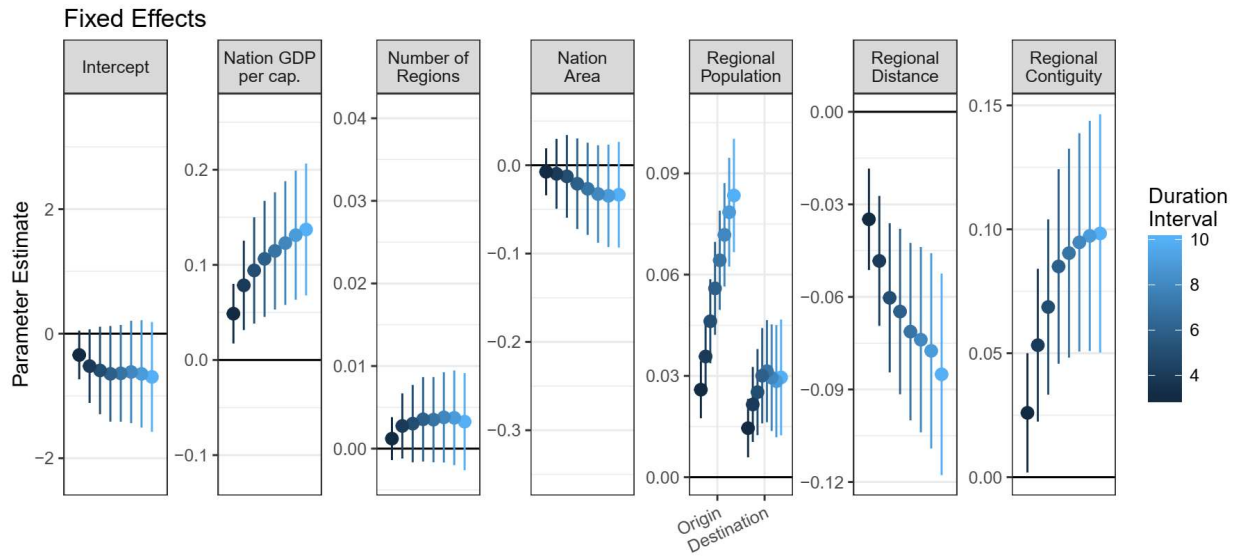 Fixed Effects
Intercept
Nation GDP
per cap.
Number of
Regions
Nation
Area
Regional
Population
Regional
Distance
Regional
Contiguity
Parameter Estimate
2
0
−2
0.2
0.1
0.0
−0.1
0.04
0.03
0.02
0.01
0.00
0.0
−0.1
−0.2
−0.3
0.09
0.06
0.03
0.00
Origin
Destination
0.00
−0.03
−0.06
−0.09
−0.12
0.15
0.10
0.05
0.00
Duration
Interval
10
8
6
4